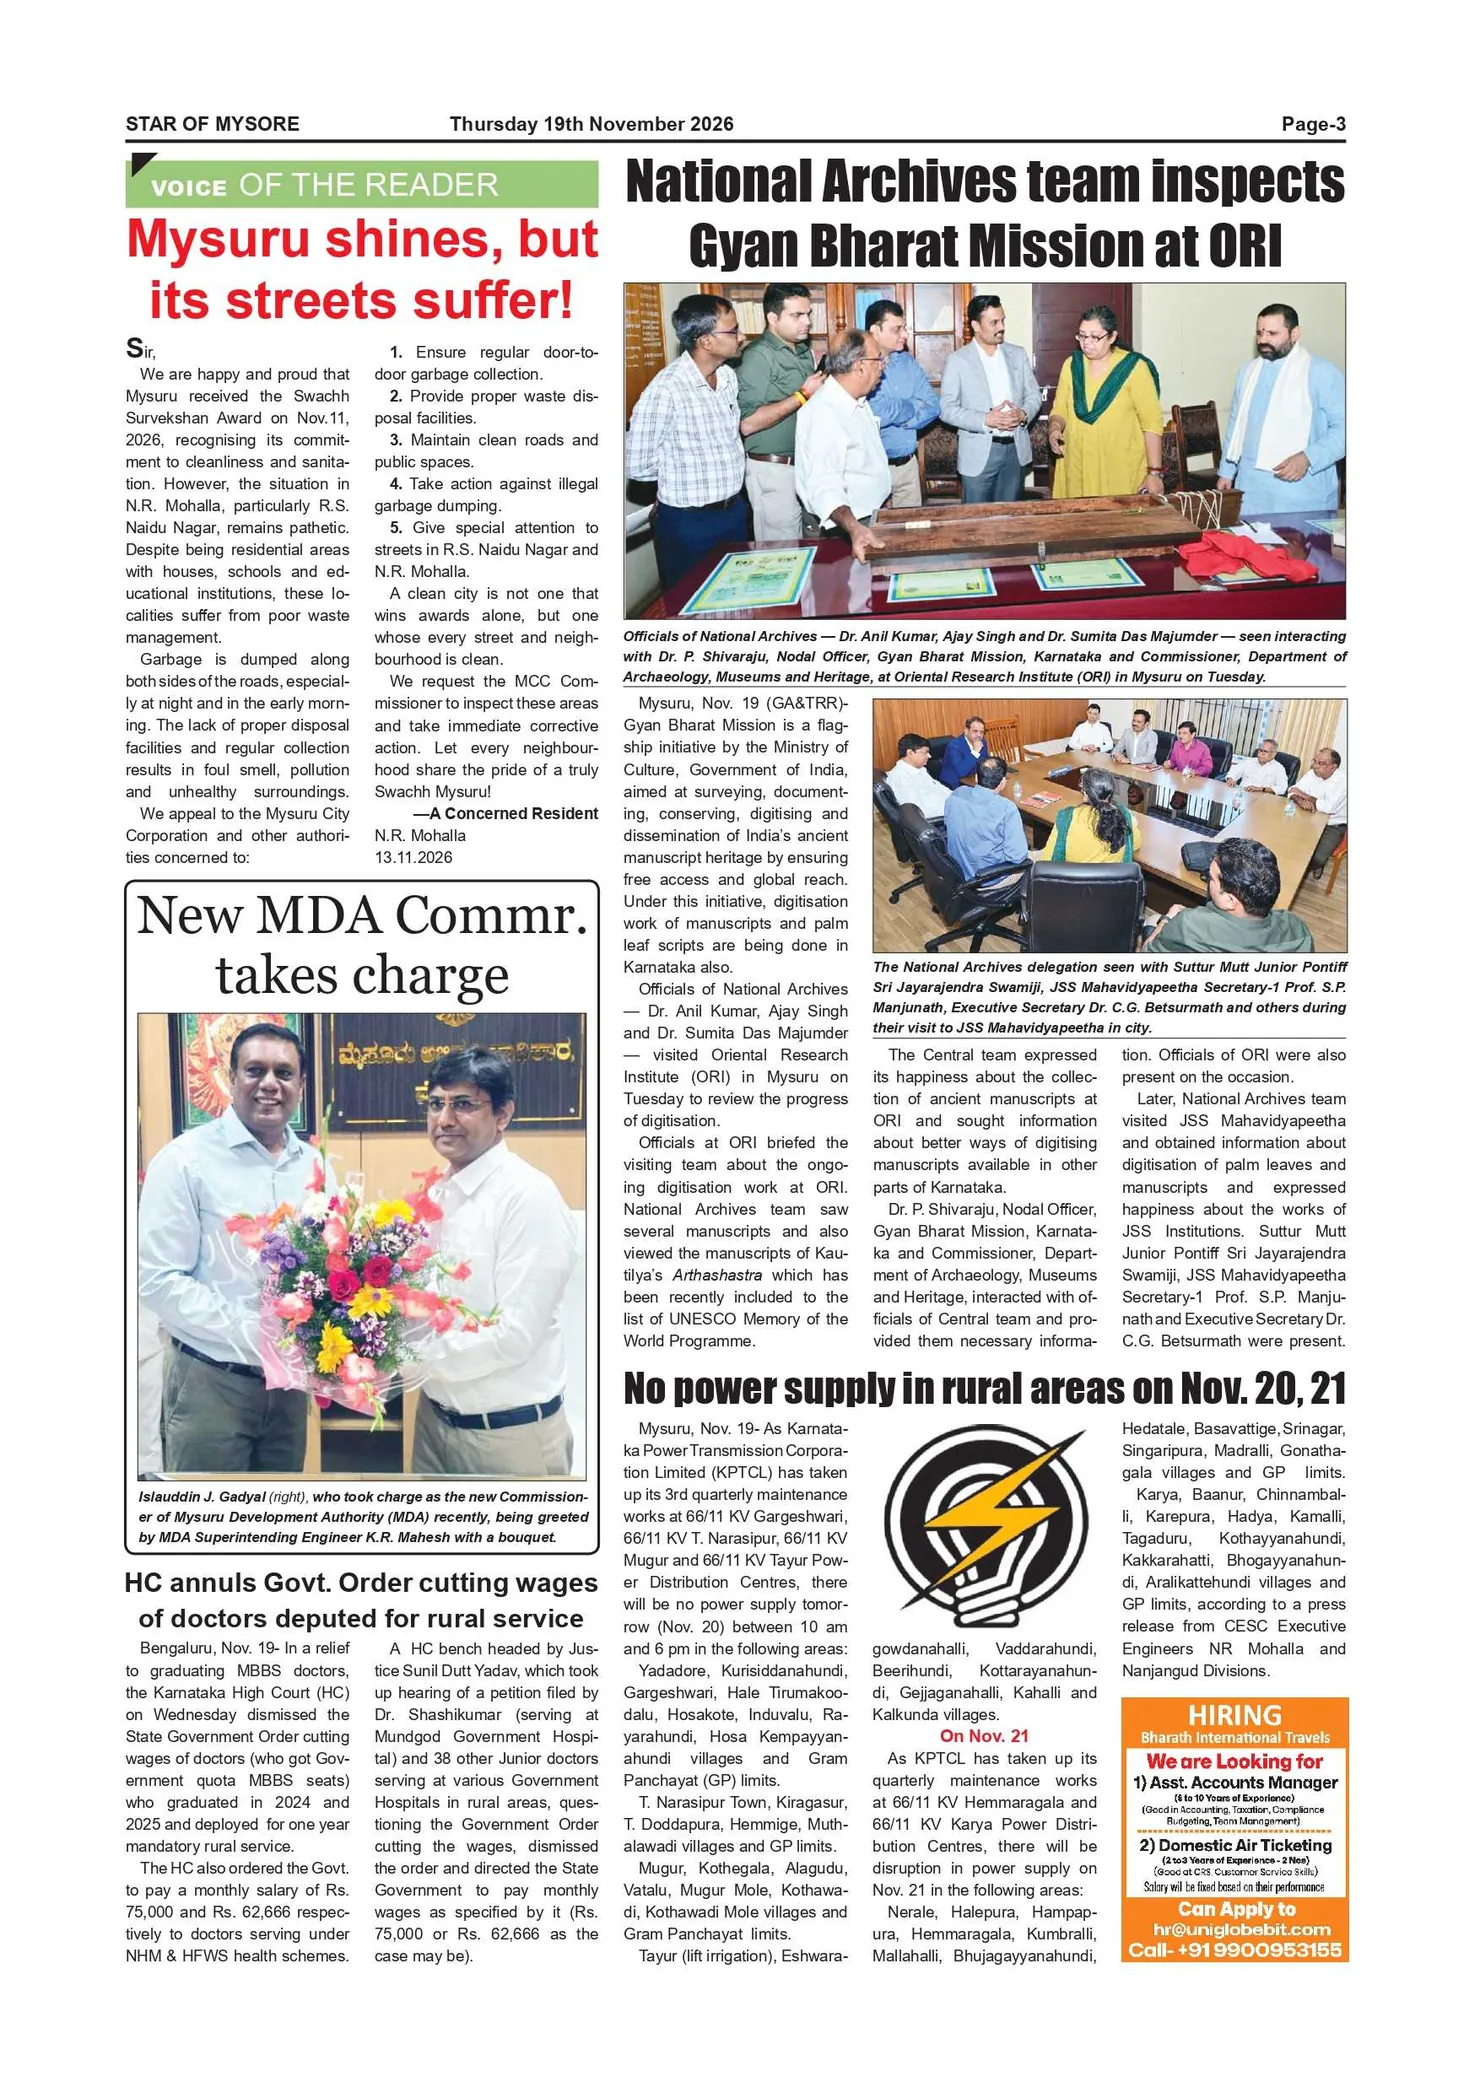 STAR OF MYSORE Thursday 19th November 2026 Page-3
VOICE OF THE READER
Mysuru shines, but
its streets suffer!
Sir,
We are happy and proud that
Mysuru received the Swachh
Survekshan Award on Nov.11,
2026, recognising its commit-
ment to cleanliness and sanita-
tion. However, the situation in
N.R. Mohalla, particularly R.S.
Naidu Nagar, remains pathetic.
Despite being residential areas
with houses, schools and ed-
ucational institutions, these lo-
calities suffer from poor waste
management.
Garbage is dumped along
both sides of the roads, especial-
ly at night and in the early morn-
ing. The lack of proper disposal
facilities and regular collection
results in foul smell, pollution
and unhealthy surroundings.
We appeal to the Mysuru City
Corporation and other authori-
ties concerned to:
1. Ensure regular door-to-
door garbage collection.
2. Provide proper waste dis-
posal facilities.
3. Maintain clean roads and
public spaces.
4. Take action against illegal
garbage dumping.
5. Give special attention to
streets in R.S. Naidu Nagar and
N.R. Mohalla.
A clean city is not one that
wins awards alone, but one
whose every street and neigh-
bourhood is clean.
We request the MCC Com-
missioner to inspect these areas
and take immediate corrective
action. Let every neighbour-
hood share the pride of a truly
Swachh Mysuru!
—A Concerned Resident
N.R. Mohalla
13.11.2026
New MDA Commr.
takes charge
Islauddin J. Gadyal (right), who took charge as the new Commission-
er of Mysuru Development Authority (MDA) recently, being greeted
by MDA Superintending Engineer K.R. Mahesh with a bouquet.
HC annuls Govt. Order cutting wages
of doctors deputed for rural service
Bengaluru, Nov. 19- In a relief
to graduating MBBS doctors,
the Karnataka High Court (HC)
on Wednesday dismissed the
State Government Order cutting
wages of doctors (who got Gov-
ernment quota MBBS seats)
who graduated in 2024 and
2025 and deployed for one year
mandatory rural service.
The HC also ordered the Govt.
to pay a monthly salary of Rs.
75,000 and Rs. 62,666 respec-
tively to doctors serving under
NHM & HFWS health schemes.
A HC bench headed by Jus-
tice Sunil Dutt Yadav, which took
up hearing of a petition filed by
Dr. Shashikumar (serving at
Mundgod Government Hospi-
tal) and 38 other Junior doctors
serving at various Government
Hospitals in rural areas, ques-
tioning the Government Order
cutting the wages, dismissed
the order and directed the State
Government to pay monthly
wages as specified by it (Rs.
75,000 or Rs. 62,666 as the
case may be).
National Archives team inspects
Gyan Bharat Mission at ORI
Officials of National Archives — Dr. Anil Kumar, Ajay Singh and Dr. Sumita Das Majumder — seen interacting
with Dr. P. Shivaraju, Nodal Officer, Gyan Bharat Mission, Karnataka and Commissioner, Department of
Archaeology, Museums and Heritage, at Oriental Research Institute (ORI) in Mysuru on Tuesday.
Mysuru, Nov. 19 (GA&TRR)-
Gyan Bharat Mission is a flag-
ship initiative by the Ministry of
Culture, Government of India,
aimed at surveying, document-
ing, conserving, digitising and
dissemination of India's ancient
manuscript heritage by ensuring
free access and global reach.
Under this initiative, digitisation
work of manuscripts and palm
leaf scripts are being done in
Karnataka also.
Officials of National Archives
— Dr. Anil Kumar, Ajay Singh
and Dr. Sumita Das Majumder
— visited Oriental Research
Institute (ORI) in Mysuru on
Tuesday to review the progress
of digitisation.
Officials at ORI briefed the
visiting team about the ongo-
ing digitisation work at ORI.
National Archives team saw
several manuscripts and also
viewed the manuscripts of Kau-
tilya's Arthashastra which has
been recently included to the
list of UNESCO Memory of the
World Programme.
The National Archives delegation seen with Suttur Mutt Junior Pontiff
Sri Jayarajendra Swamiji, JSS Mahavidyapeetha Secretary-1 Prof. S.P.
Manjunath, Executive Secretary Dr. C.G. Betsurmath and others during
their visit to JSS Mahavidyapeetha in city.
The Central team expressed
its happiness about the collec-
tion of ancient manuscripts at
ORI and sought information
about better ways of digitising
manuscripts available in other
parts of Karnataka.
Dr. P. Shivaraju, Nodal Officer,
Gyan Bharat Mission, Karnata-
ka and Commissioner, Depart-
ment of Archaeology, Museums
and Heritage, interacted with of-
ficials of Central team and pro-
vided them necessary informa-
tion. Officials of ORI were also
present on the occasion.
Later, National Archives team
visited JSS Mahavidyapeetha
and obtained information about
digitisation of palm leaves and
manuscripts and expressed
happiness about the works of
JSS Institutions. Suttur Mutt
Junior Pontiff Sri Jayarajendra
Swamiji, JSS Mahavidyapeetha
Secretary-1 Prof. S.P. Manju-
nath and Executive Secretary Dr.
C.G. Betsurmath were present.
No power supply in rural areas on Nov. 20, 21
Mysuru, Nov. 19- As Karnata-
ka Power Transmission Corpora-
tion Limited (KPTCL) has taken
up its 3rd quarterly maintenance
works at 66/11 KV Gargeshwari,
66/11 KV T. Narasipur, 66/11 KV
Mugur and 66/11 KV Tayur Pow-
er Distribution Centres, there
will be no power supply tomor-
row (Nov. 20) between 10 am
and 6 pm in the following areas:
Yadadore, Kurisiddanahundi,
Gargeshwari, Hale Tirumakoo-
dalu, Hosakote, Induvalu, Ra-
yarahundi, Hosa Kempayyan-
ahundi villages and Gram
Panchayat (GP) limits.
T. Narasipur Town, Kiragasur,
T. Doddapura, Hemmige, Muth-
alawadi villages and GP limits.
Mugur, Kothegala, Alagudu,
Vatalu, Mugur Mole, Kothawa-
di, Kothawadi Mole villages and
Gram Panchayat limits.
Tayur (lift irrigation), Eshwara-
gowdanahalli, Vaddarahundi,
Beerihundi, Kottarayanahun-
di, Gejjaganahalli, Kahalli and
Kalkunda villages.
On Nov. 21
As KPTCL has taken up its
quarterly maintenance works
at 66/11 KV Hemmaragala and
66/11 KV Karya Power Distri-
bution Centres, there will be
disruption in power supply on
Nov. 21 in the following areas:
Nerale, Halepura, Hampap-
ura, Hemmaragala, Kumbralli,
Mallahalli, Bhujagayyanahundi,
Hedatale, Basavattige, Srinagar,
Singaripura, Madralli, Gonatha-
gala villages and GP limits.
Karya, Baanur, Chinnambal-
li, Karepura, Hadya, Kamalli,
Tagaduru, Kothayyanahundi,
Kakkarahatti, Bhogayyanahun-
di, Aralikattehundi villages and
GP limits, according to a press
release from CESC Executive
Engineers NR Mohalla and
Nanjangud Divisions.
HIRING
Bharath International Travels
We are Looking for
1) Asst. Accounts Manager
(8 to 10 Years of Experience)
(Good in Accounting, Taxation, Compliance
Budgeting, Team Management)
2) Domestic Air Ticketing
(2 to 3 Years of Experience - 2 Nos)
(Good at CRS, Customer Service Skills)
Salary will be fixed based on their performance
Can Apply to
hr@uniglobebit.com
Call- +91 9900953155